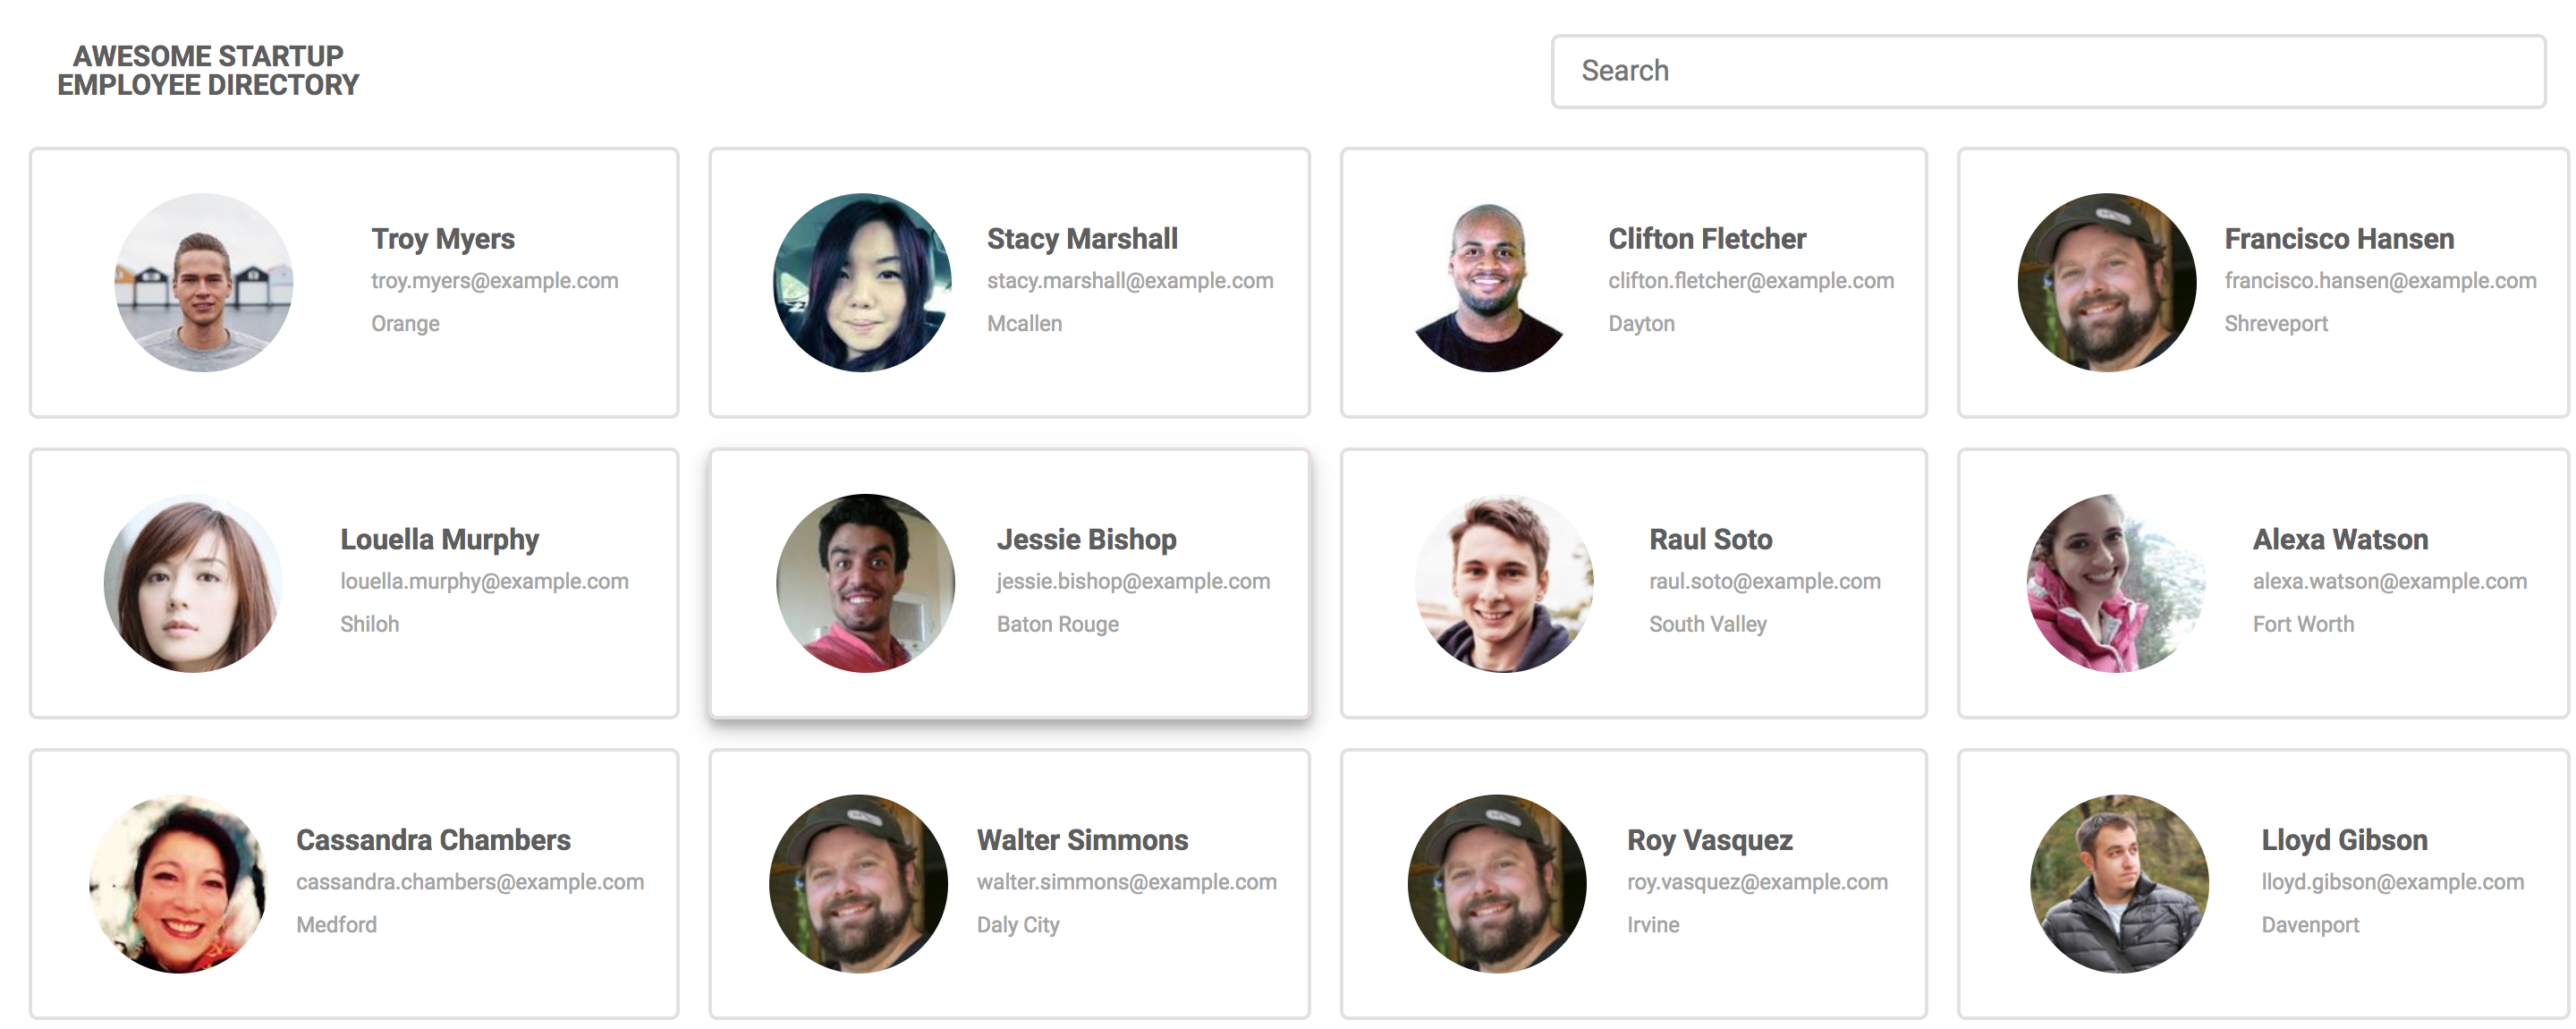 AWESOME STARTUP
EMPLOYEE DIRECTORY
Search
Troy Myers
troy.myers@example.com
Orange
Stacy Marshall
stacy.marshall@example.com
Mcallen
Clifton Fletcher
clifton.fletcher@example.com
Dayton
Francisco Hansen
francisco.hansen@example.com
Shreveport
Louella Murphy
louella.murphy@example.com
Shiloh
Jessie Bishop
jessie.bishop@example.com
Baton Rouge
Raul Soto
raul.soto@example.com
South Valley
Alexa Watson
alexa.watson@example.com
Fort Worth
Cassandra Chambers
cassandra.chambers@example.com
Medford
Walter Simmons
walter.simmons@example.com
Daly City
Roy Vasquez
roy.vasquez@example.com
Irvine
Lloyd Gibson
lloyd.gibson@example.com
Davenport